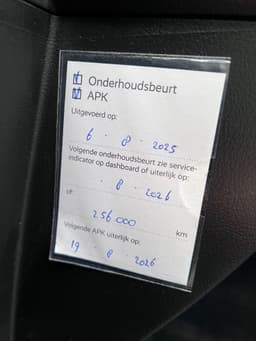 Onderhoudsbeurt
APK
Uitgevoerd op:
6 - 8 - 2025
Volgende onderhoudsbeurt zie service-
indicator op dashboard of uiterlijk op:
- 8 - 2026
of
256 000 km
Volgende APK uiterlijk op:
19 - 8 - 2026